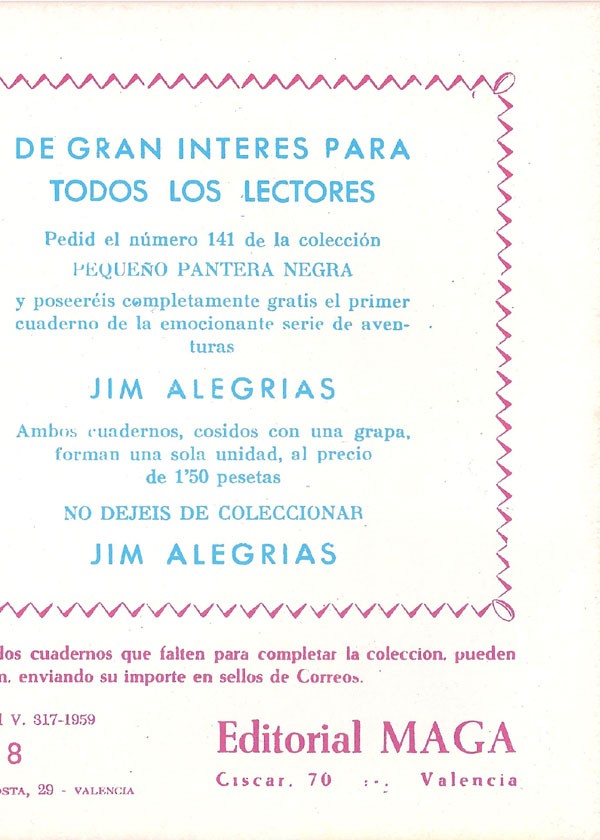 DE GRAN INTERES PARA
TODOS LOS LECTORES
Pedid el número 141 de la colección
PEQUEÑO PANTERA NEGRA
y poseeréis completamente gratis el primer
cuaderno de la emocionante serie de aven-
turas
JIM ALEGRIAS
Ambos cuadernos, cosidos con una grapa,
forman una sola unidad, al precio
de 1'50 pesetas
NO DEJEIS DE COLECCIONAR
JIM ALEGRIAS
los cuadernos que falten para completar la coleccion, pueden
enviando su importe en sellos de Correos.
V. 317-1959
8
Editorial MAGA
29 - VALENCIA
Ciscar, 70 :-. Valencia